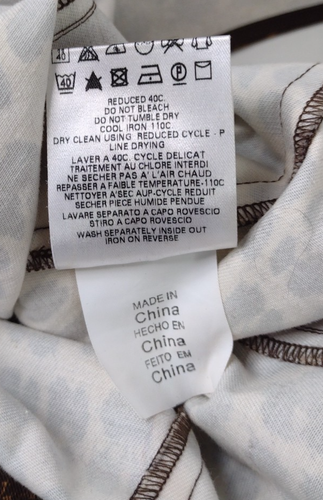 40
REDUCED 40C.
DO NOT BLEACH
DO NOT TUMBLE DRY
COOL IRON 110C.
DRY CLEAN USING REDUCED CYCLE - P
LINE DRYING
LAVER A 40C. CYCLE DELICAT
TRAITEMENT AU CHLORE INTERDI
NE SECHER PAS A' L'AIR CHAUD
REPASSER A FAIBLE TEMPERATURE-110C
NETTOYER A'SEC AUP-CYCLE REDUIT
SECHER PIECE HUMIDE PENDUE
LAVARE SEPARATO A CAPO ROVESCIO
STIRO A CAPO ROVESCIO
WASH SEPARATELY INSIDE OUT
IRON ON REVERSE
MADE IN
China
HECHO EN
China
FEITO EM
China